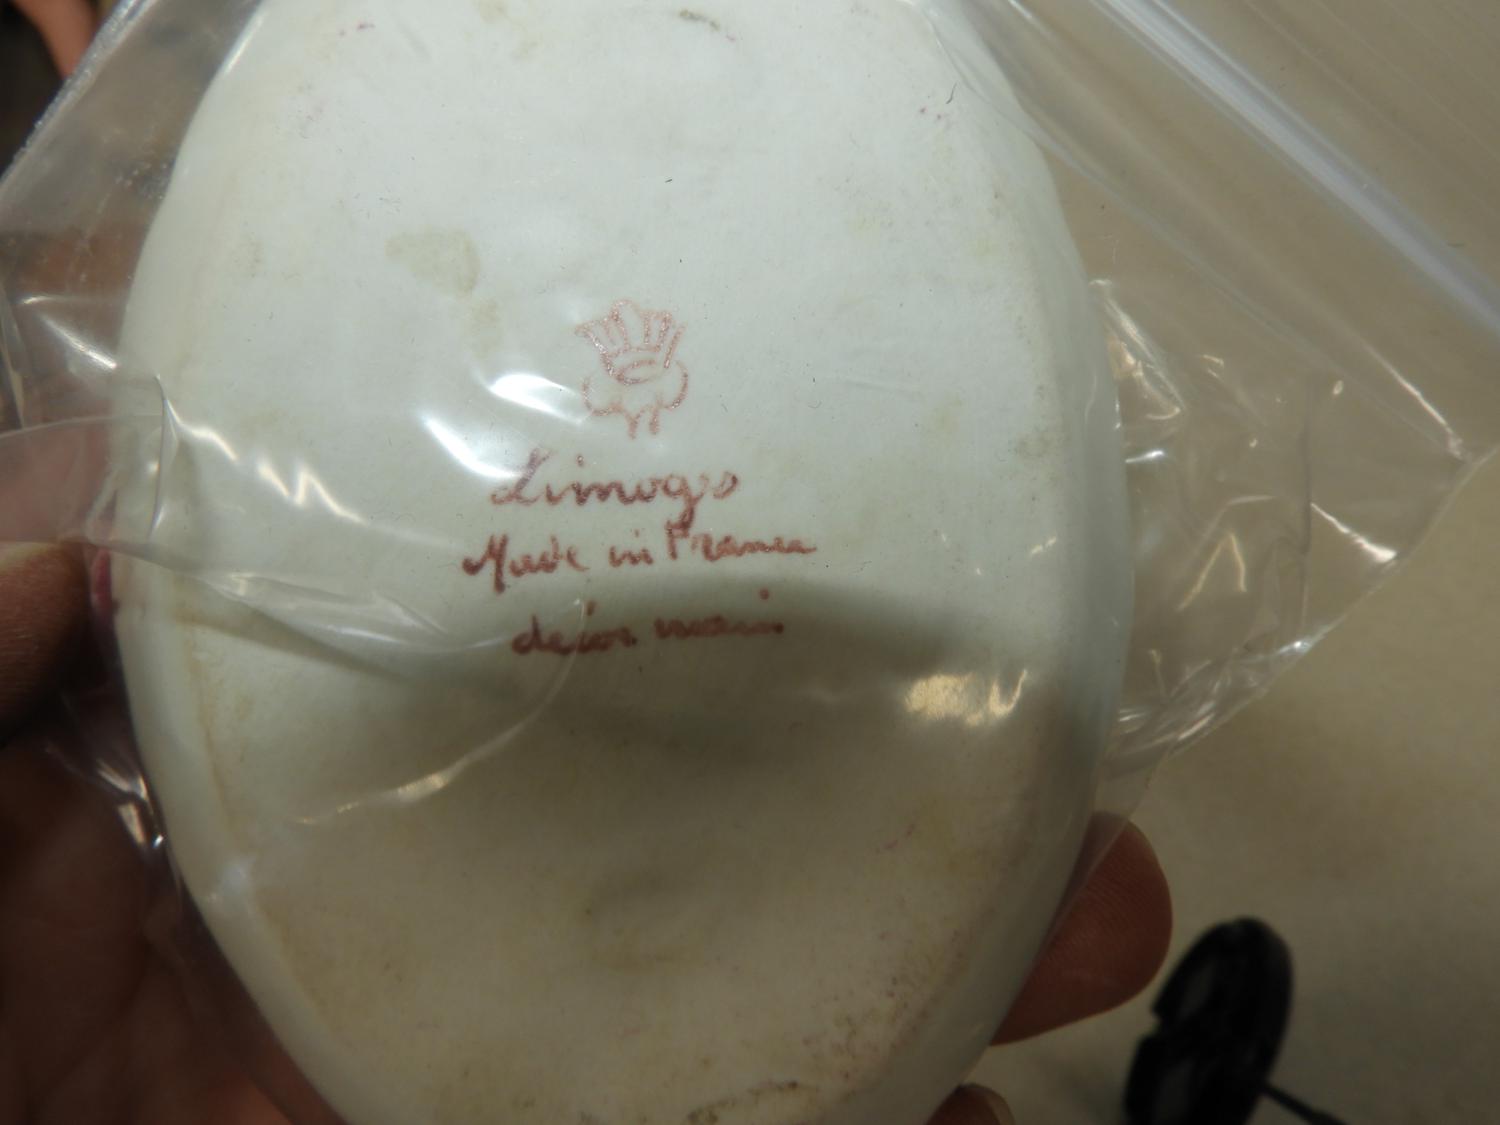 Limoges
Made in France
décor main